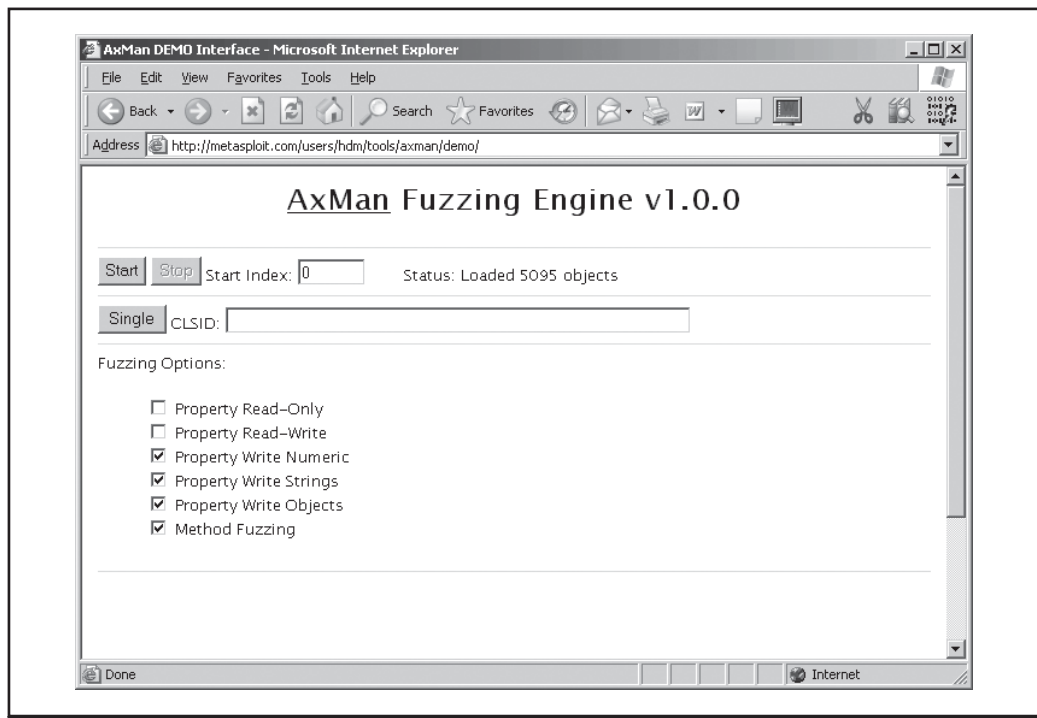 AxMan DEMO Interface - Microsoft Internet Explorer
File Edit View Favorites Tools Help
Back Search Favorites
Address http://metasploit.com/users/hdm/tools/axman/demo/
AxMan Fuzzing Engine v1.0.0
Start Stop Start Index: 0 Status: Loaded 5095 objects
Single CLSID:
Fuzzing Options:
Property Read-Only
Property Read-Write
Property Write Numeric
Property Write Strings
Property Write Objects
Method Fuzzing
Done Internet